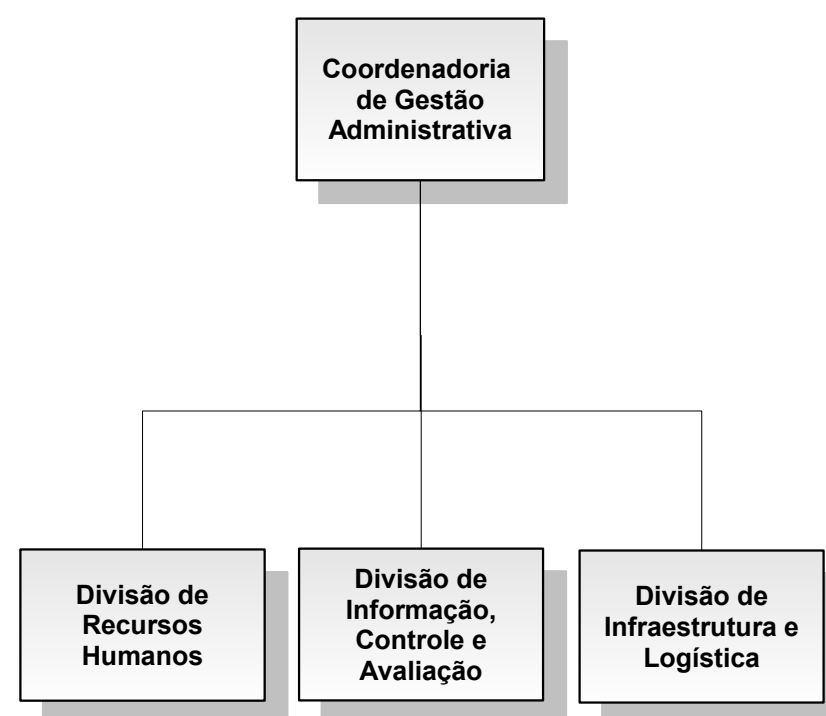 Coordenadoria
de Gestão
Administrativa
Divisão de
Recursos
Humanos
Divisão de
Informação,
Controle e
Avaliação
Divisão de
Infraestrutura e
Logística